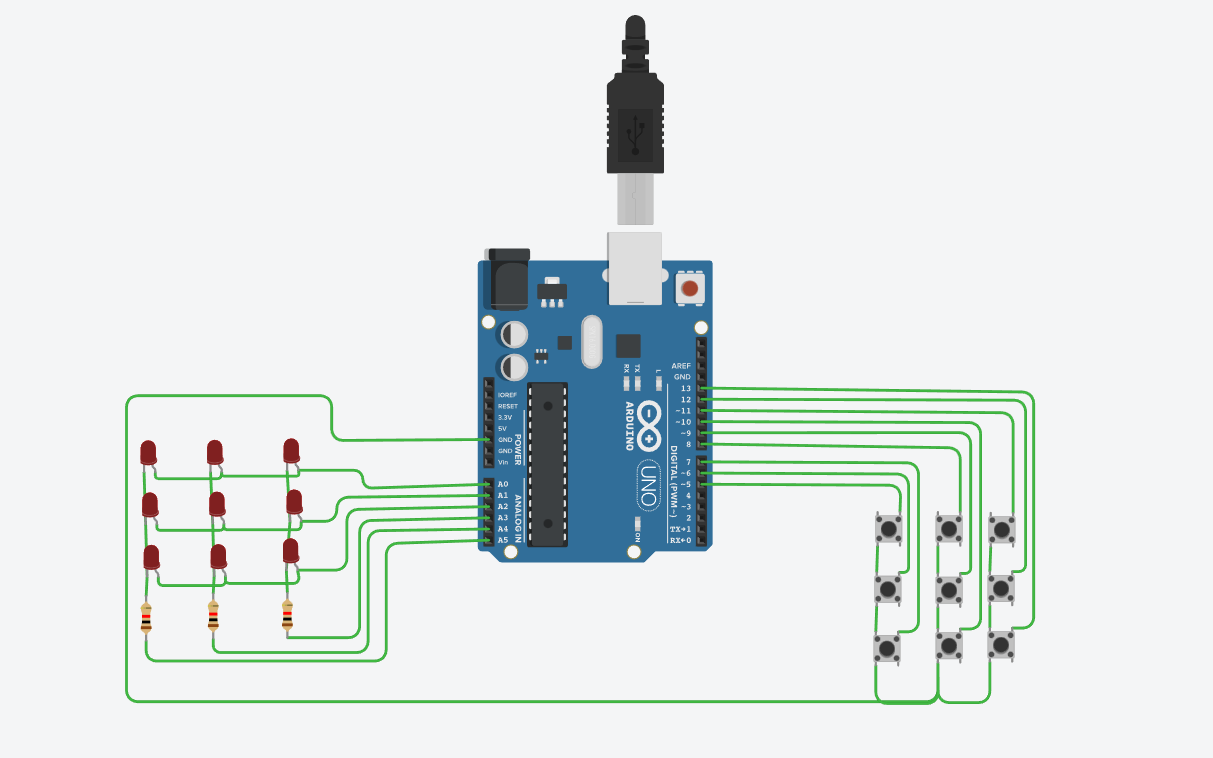 RX
TX
L
AREF
GND
13
12
~11
~10
~9
8
7
~6
~5
4
~3
2
TX→1
RX←0
DIGITAL (PWM~)
ARDUINO
UNO
ON
IOREF
RESET
3.3V
5V
GND
GND
Vin
POWER
A0
A1
A2
A3
A4
A5
ANALOG IN